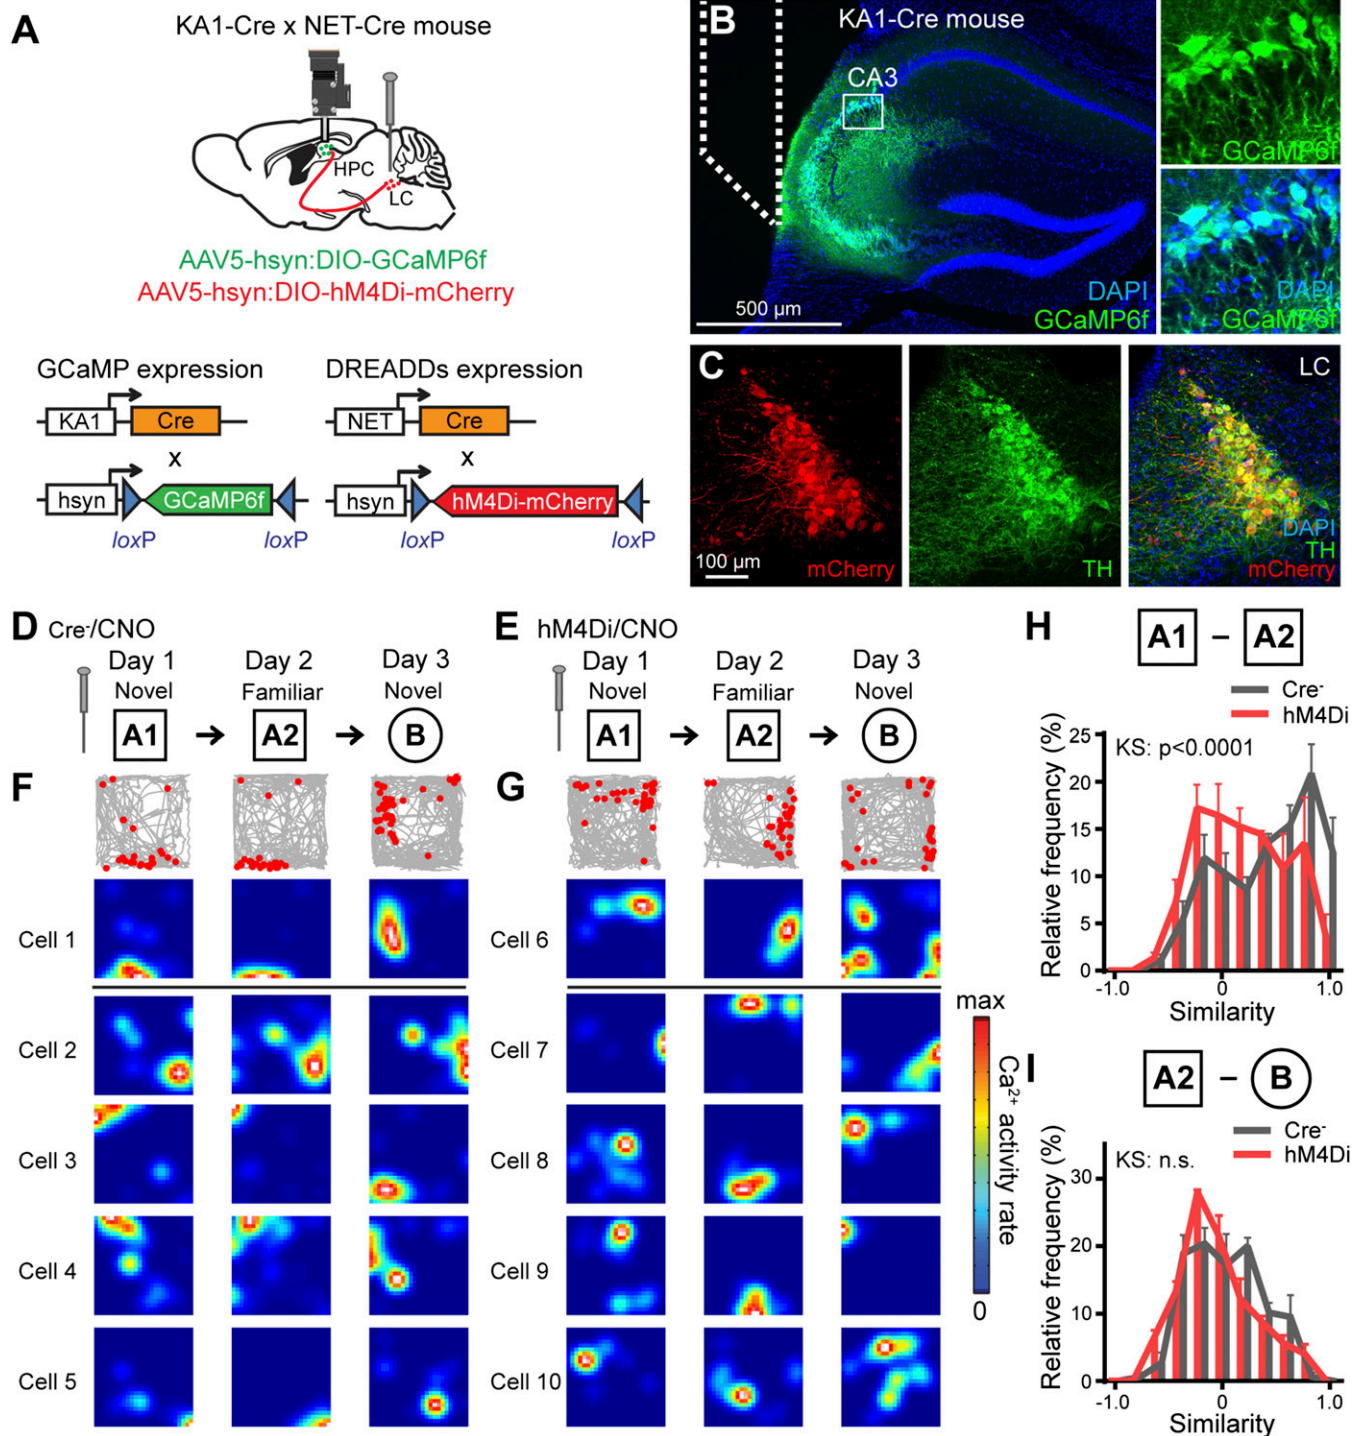 A
KA1-Cre x NET-Cre mouse
HPC
LC
AAV5-hsyn:DIO-GCaMP6f
AAV5-hsyn:DIO-hM4Di-mCherry
GCaMP expression
DREADDs expression
KA1 Cre
NET Cre
x
x
hsyn GCaMP6f
hsyn hM4Di-mCherry
loxP loxP
loxP loxP
B
KA1-Cre mouse
CA3
500 µm
DAPI
GCaMP6f
GCaMP6f
DAPI
GCaMP6f
C
100 µm
mCherry
TH
LC
DAPI
TH
mCherry
D Cre-/CNO
Day 1 Day 2 Day 3
Novel Familiar Novel
A1 A2 B
E hM4Di/CNO
Day 1 Day 2 Day 3
Novel Familiar Novel
A1 A2 B
F
Cell 1
Cell 2
Cell 3
Cell 4
Cell 5
G
Cell 6
Cell 7
Cell 8
Cell 9
Cell 10
max
Ca2+ activity rate
0
H
A1 – A2
Cre-
hM4Di
KS: p<0.0001
Relative frequency (%)
25
20
15
10
5
0
-1.0 0 1.0
Similarity
I
A2 – B
Cre-
hM4Di
KS: n.s.
Relative frequency (%)
30
20
10
0
-1.0 0 1.0
Similarity